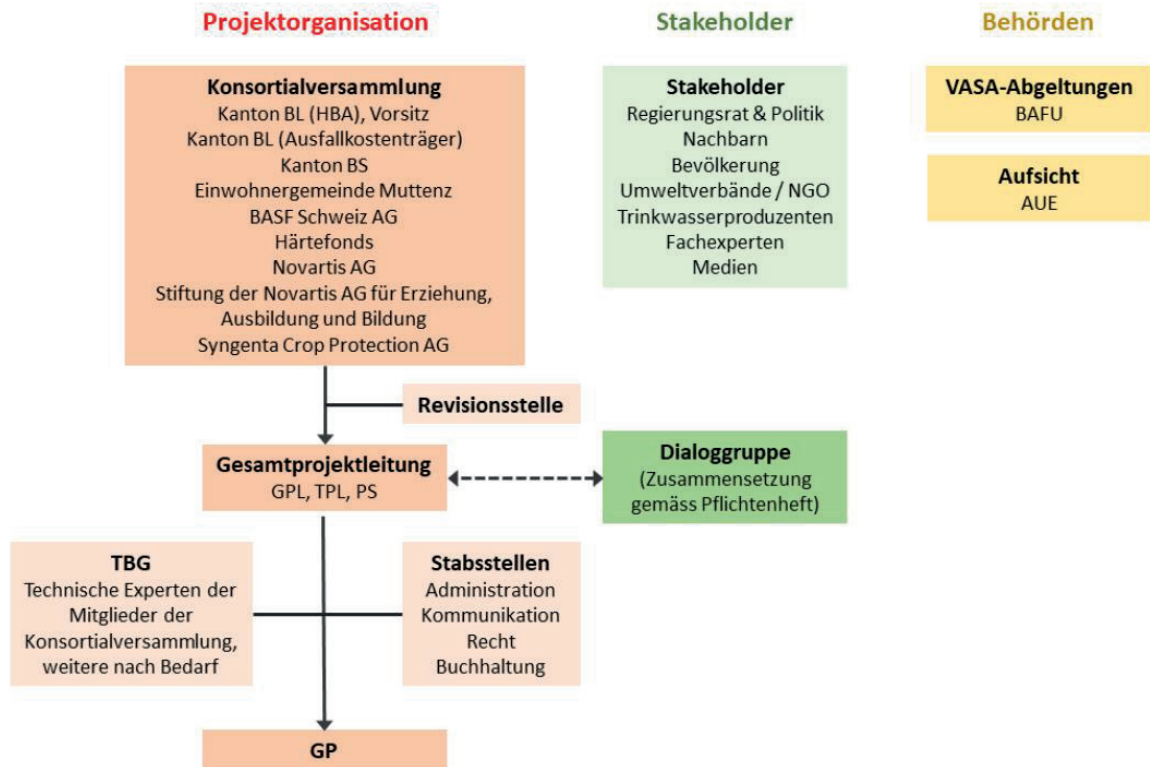 Projektorganisation
Stakeholder
Behörden
Konsortialversammlung
Kanton BL (HBA), Vorsitz
Kanton BL (Ausfallkostenträger)
Kanton BS
Einwohnergemeinde Muttenz
BASF Schweiz AG
Härtefonds
Novartis AG
Stiftung der Novartis AG für Erziehung,
Ausbildung und Bildung
Syngenta Crop Protection AG
Stakeholder
Regierungsrat & Politik
Nachbarn
Bevölkerung
Umweltverbände / NGO
Trinkwasserproduzenten
Fachexperten
Medien
VASA-Abgeltungen
BAFU
Aufsicht
AUE
Revisionsstelle
Gesamtprojektleitung
GPL, TPL, PS
Dialoggruppe
(Zusammensetzung
gemäss Pflichtenheft)
TBG
Technische Experten der
Mitglieder der
Konsortialversammlung,
weitere nach Bedarf
Stabsstellen
Administration
Kommunikation
Recht
Buchhaltung
GP